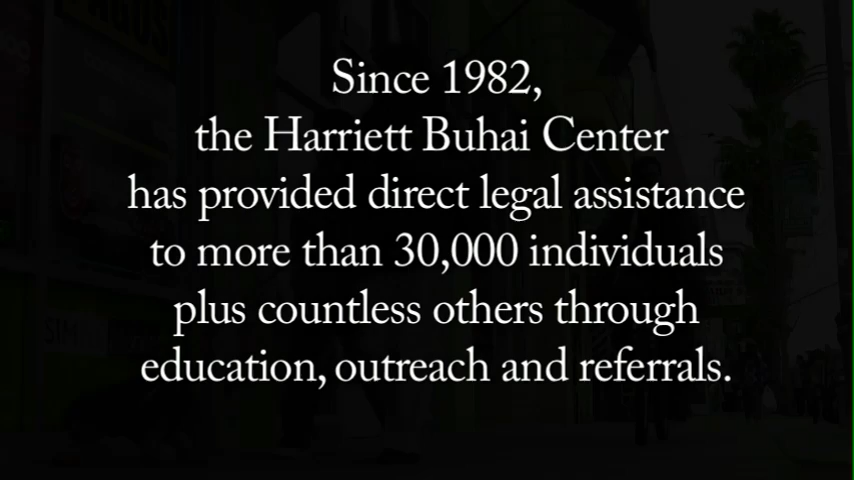 Since 1982,
the Harriett Buhai Center
has provided direct legal assistance
to more than 30,000 individuals
plus countless others through
education, outreach and referrals.